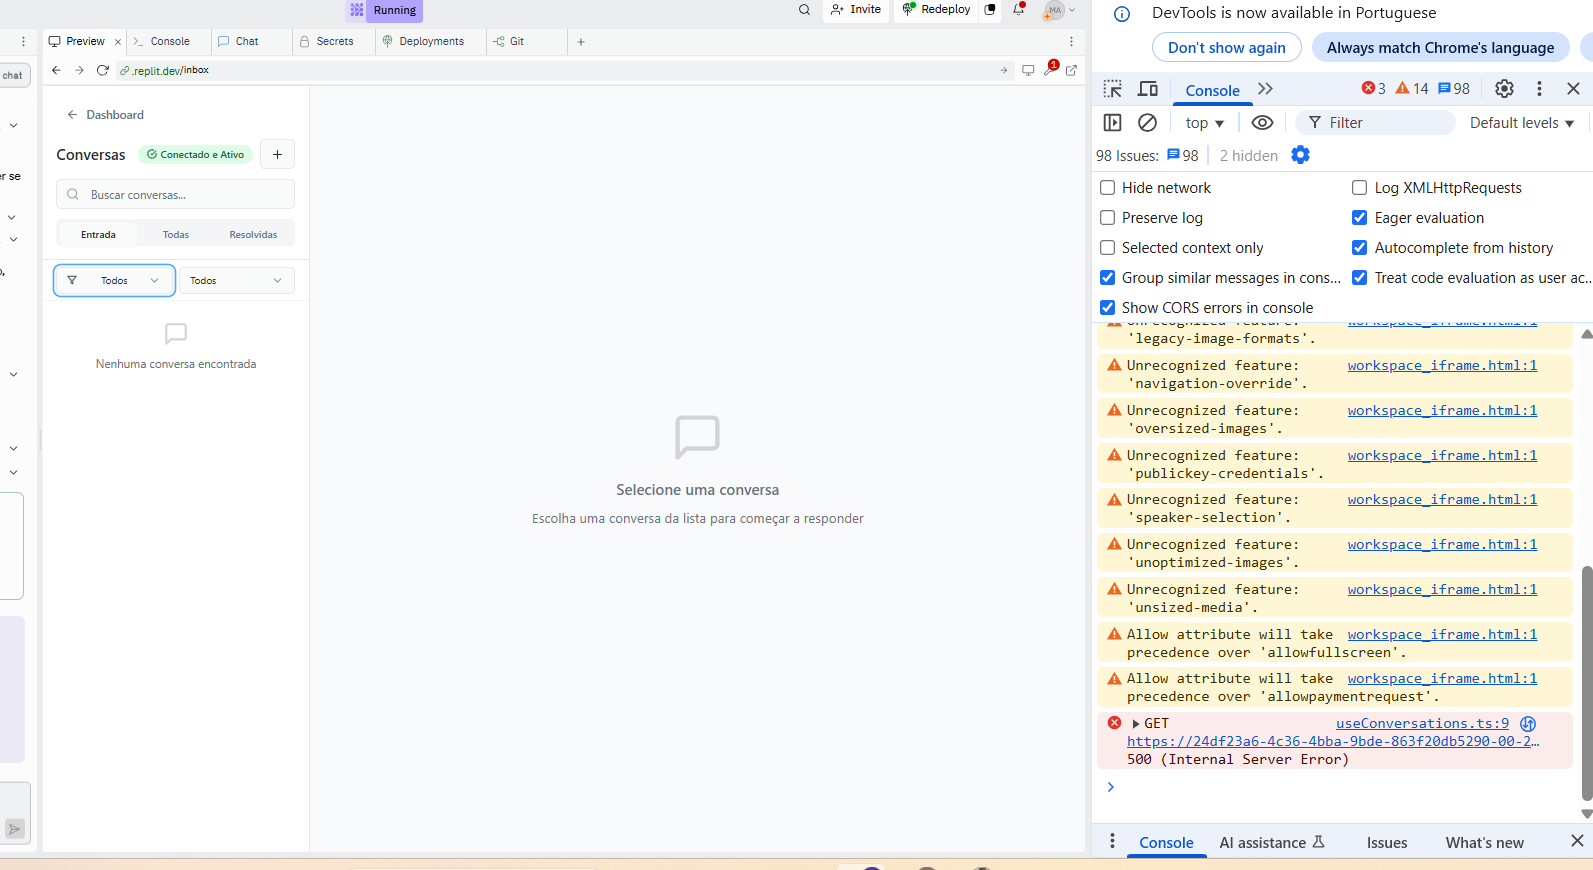 Running
Invite
Redeploy
MA
Preview
Console
Chat
Secrets
Deployments
Git
.replit.dev/inbox
1
chat
er se
Dashboard
Conversas
Conectado e Ativo
Buscar conversas...
Entrada
Todas
Resolvidas
Todos
Todos
Nenhuma conversa encontrada
Selecione uma conversa
Escolha uma conversa da lista para começar a responder
DevTools is now available in Portuguese
Don't show again
Always match Chrome's language
Console
3
14
98
top
Filter
Default levels
98 Issues:
98
2 hidden
Hide network
Log XMLHttpRequests
Preserve log
Eager evaluation
Selected context only
Autocomplete from history
Group similar messages in cons...
Treat code evaluation as user ac...
Show CORS errors in console
Unrecognized feature: workspace_iframe.html:1
'legacy-image-formats'.
Unrecognized feature: workspace_iframe.html:1
'navigation-override'.
Unrecognized feature: workspace_iframe.html:1
'oversized-images'.
Unrecognized feature: workspace_iframe.html:1
'publickey-credentials'.
Unrecognized feature: workspace_iframe.html:1
'speaker-selection'.
Unrecognized feature: workspace_iframe.html:1
'unoptimized-images'.
Unrecognized feature: workspace_iframe.html:1
'unsized-media'.
Allow attribute will take workspace_iframe.html:1
precedence over 'allowfullscreen'.
Allow attribute will take workspace_iframe.html:1
precedence over 'allowpaymentrequest'.
GET useConversations.ts:9
https://24df23a6-4c36-4bba-9bde-863f20db5290-00-2…
500 (Internal Server Error)
Console
AI assistance
Issues
What's new